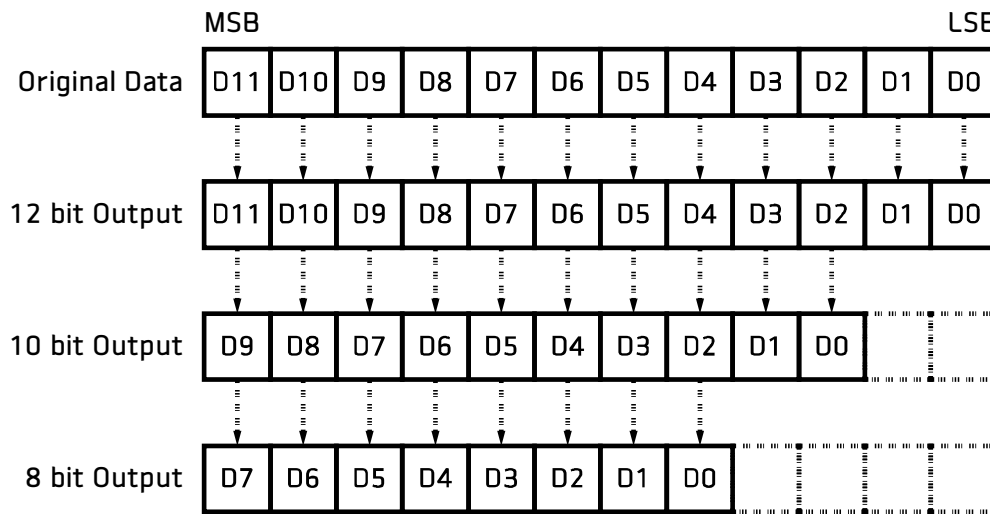 MSB LSB
Original Data D11 D10 D9 D8 D7 D6 D5 D4 D3 D2 D1 D0
12 bit Output D11 D10 D9 D8 D7 D6 D5 D4 D3 D2 D1 D0
10 bit Output D9 D8 D7 D6 D5 D4 D3 D2 D1 D0
8 bit Output D7 D6 D5 D4 D3 D2 D1 D0